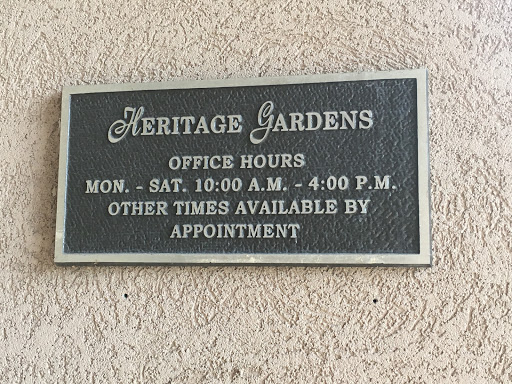 HERITAGE GARDENS
OFFICE HOURS
MON. - SAT. 10:00 A.M. - 4:00 P.M.
OTHER TIMES AVAILABLE BY
APPOINTMENT